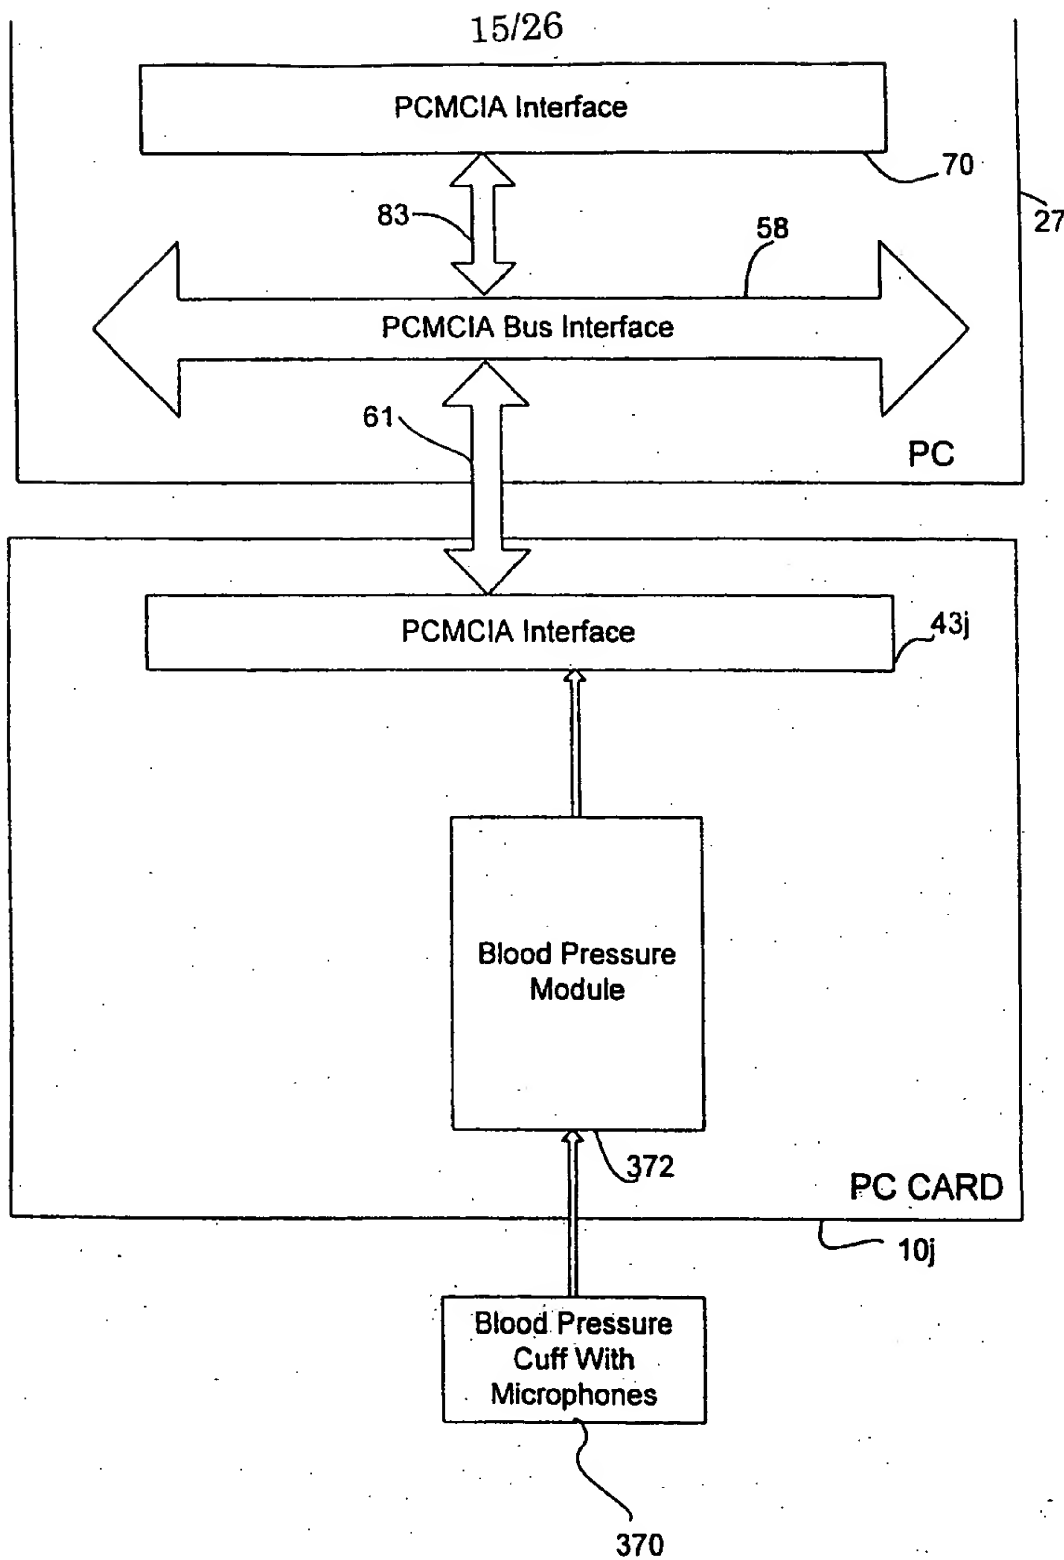 15/26
PCMCIA Interface
70
27
83
58
PCMCIA Bus Interface
61
PC
PCMCIA Interface
43j
Blood Pressure
Module
372
PC CARD
10j
Blood Pressure
Cuff With
Microphones
370